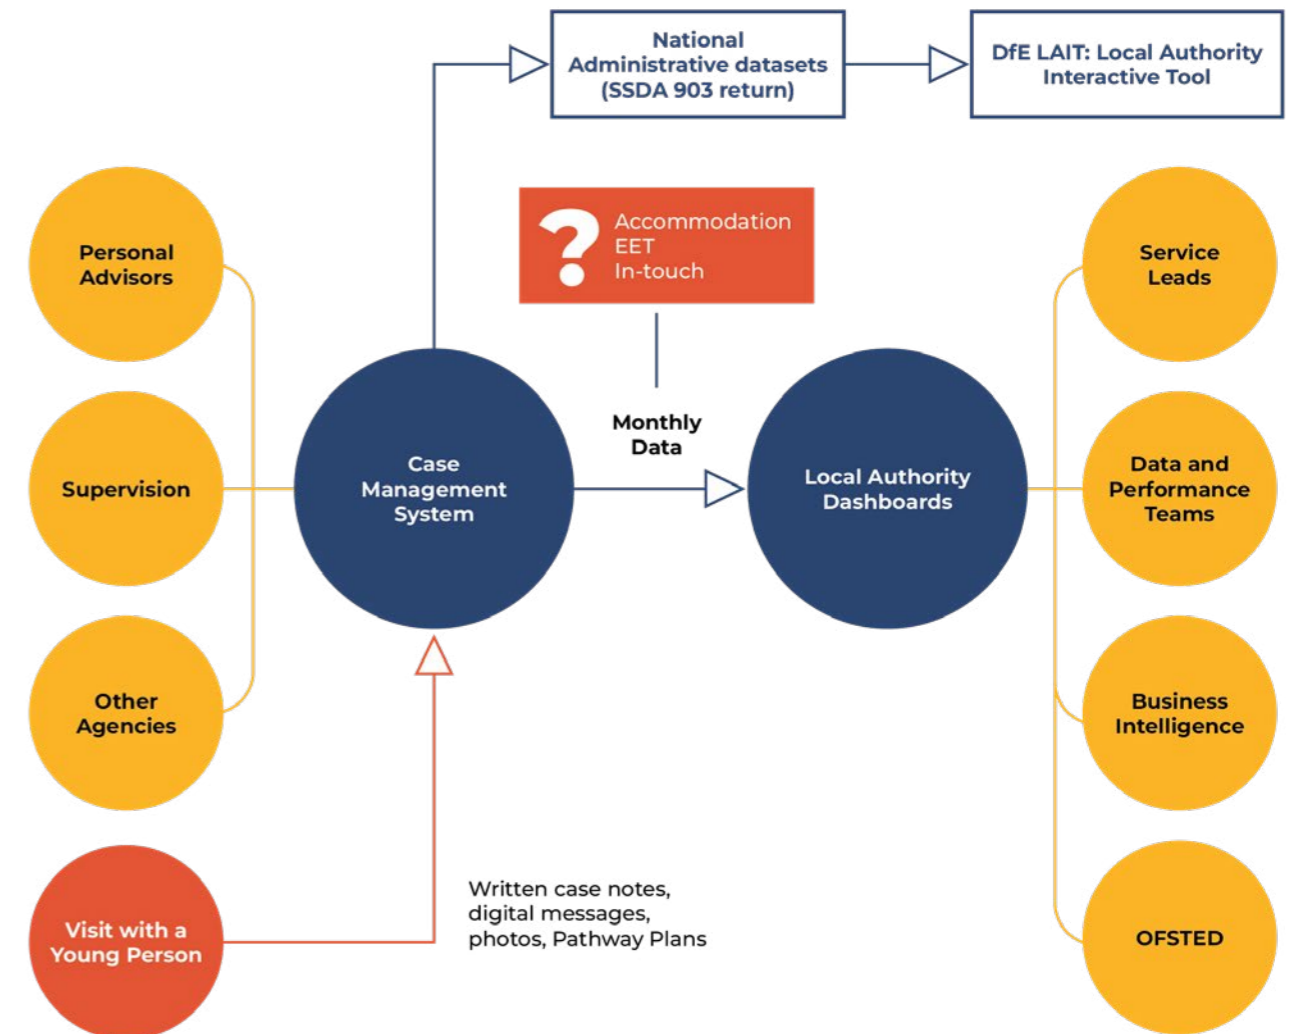 National
Administrative datasets
(SSDA 903 return)
DfE LAIT: Local Authority
Interactive Tool
?
Accommodation
EET
In-touch
Personal
Advisors
Supervision
Other
Agencies
Visit with a
Young Person
Case
Management
System
Monthly
Data
Local Authority
Dashboards
Written case notes,
digital messages,
photos, Pathway Plans
Service
Leads
Data and
Performance
Teams
Business
Intelligence
OFSTED